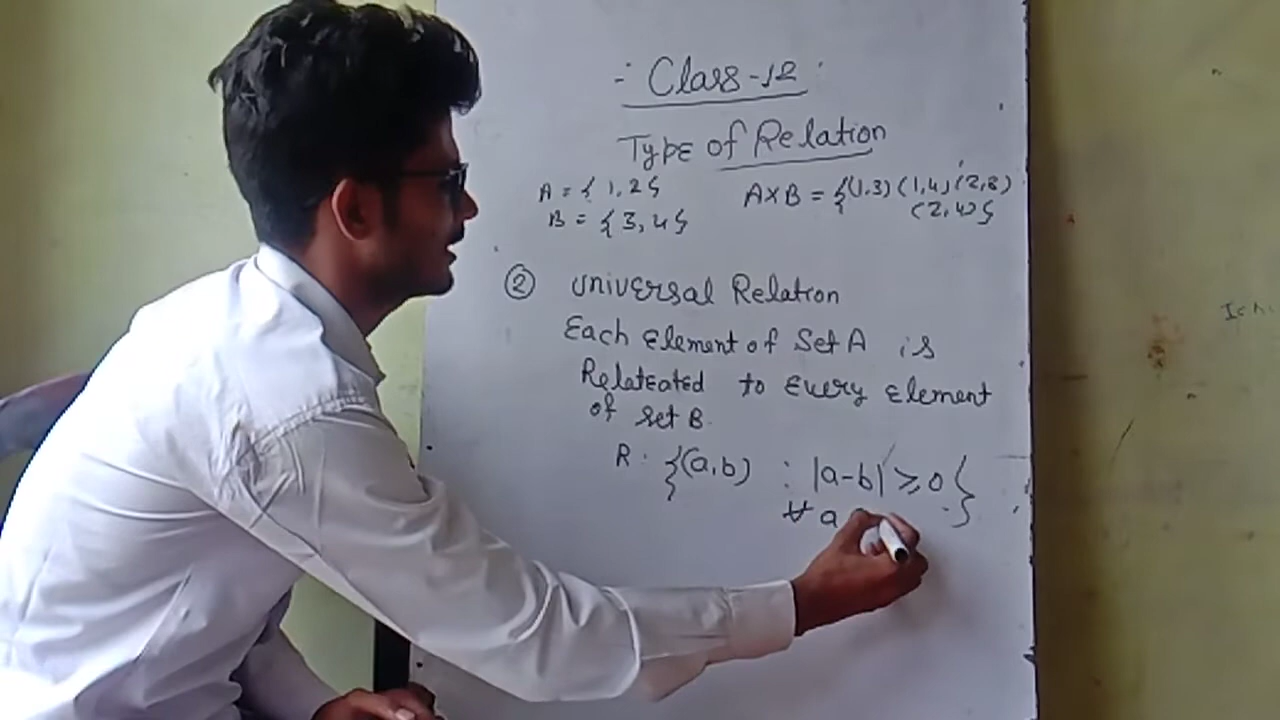 Class-12
Type of Relation
A = {1,2}
B = {3,4}
A×B = {(1,3) (1,4) (2,3)
(2,4)}
② Universal Relation
Each Element of Set A is
Relateated to Every Element
of Set B.
R : {(a,b) : |a-b| ≥ 0}
∀ a